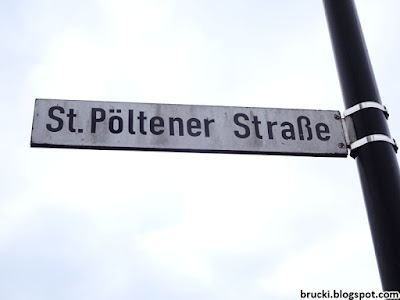 St. Pöltener Straße
brucki.blogspot.com